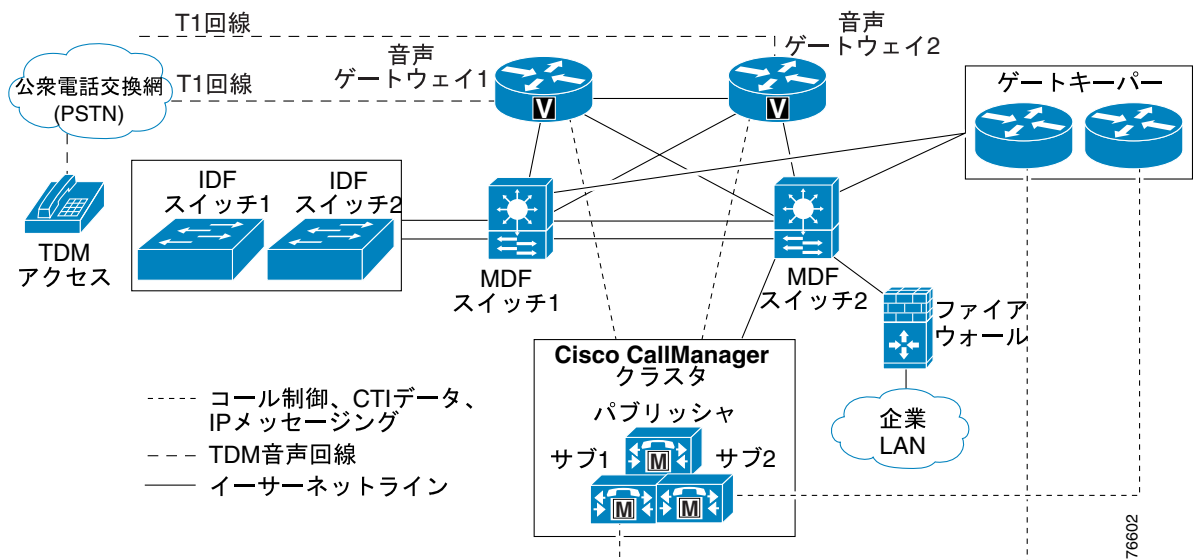 T1回線
音声
ゲートウェイ1
音声
ゲートウェイ2
公衆電話交換網
(PSTN)
T1回線
V
V
ゲートキーパー
IDF
スイッチ1
IDF
スイッチ2
TDM
アクセス
MDF
スイッチ1
MDF
スイッチ2
ファイア
ウォール
企業
LAN
Cisco CallManager
クラスタ
パブリッシャ
サブ1
サブ2
M
M
M
コール制御、CTIデータ、
IPメッセージング
TDM音声回線
イーサーネットライン
76602